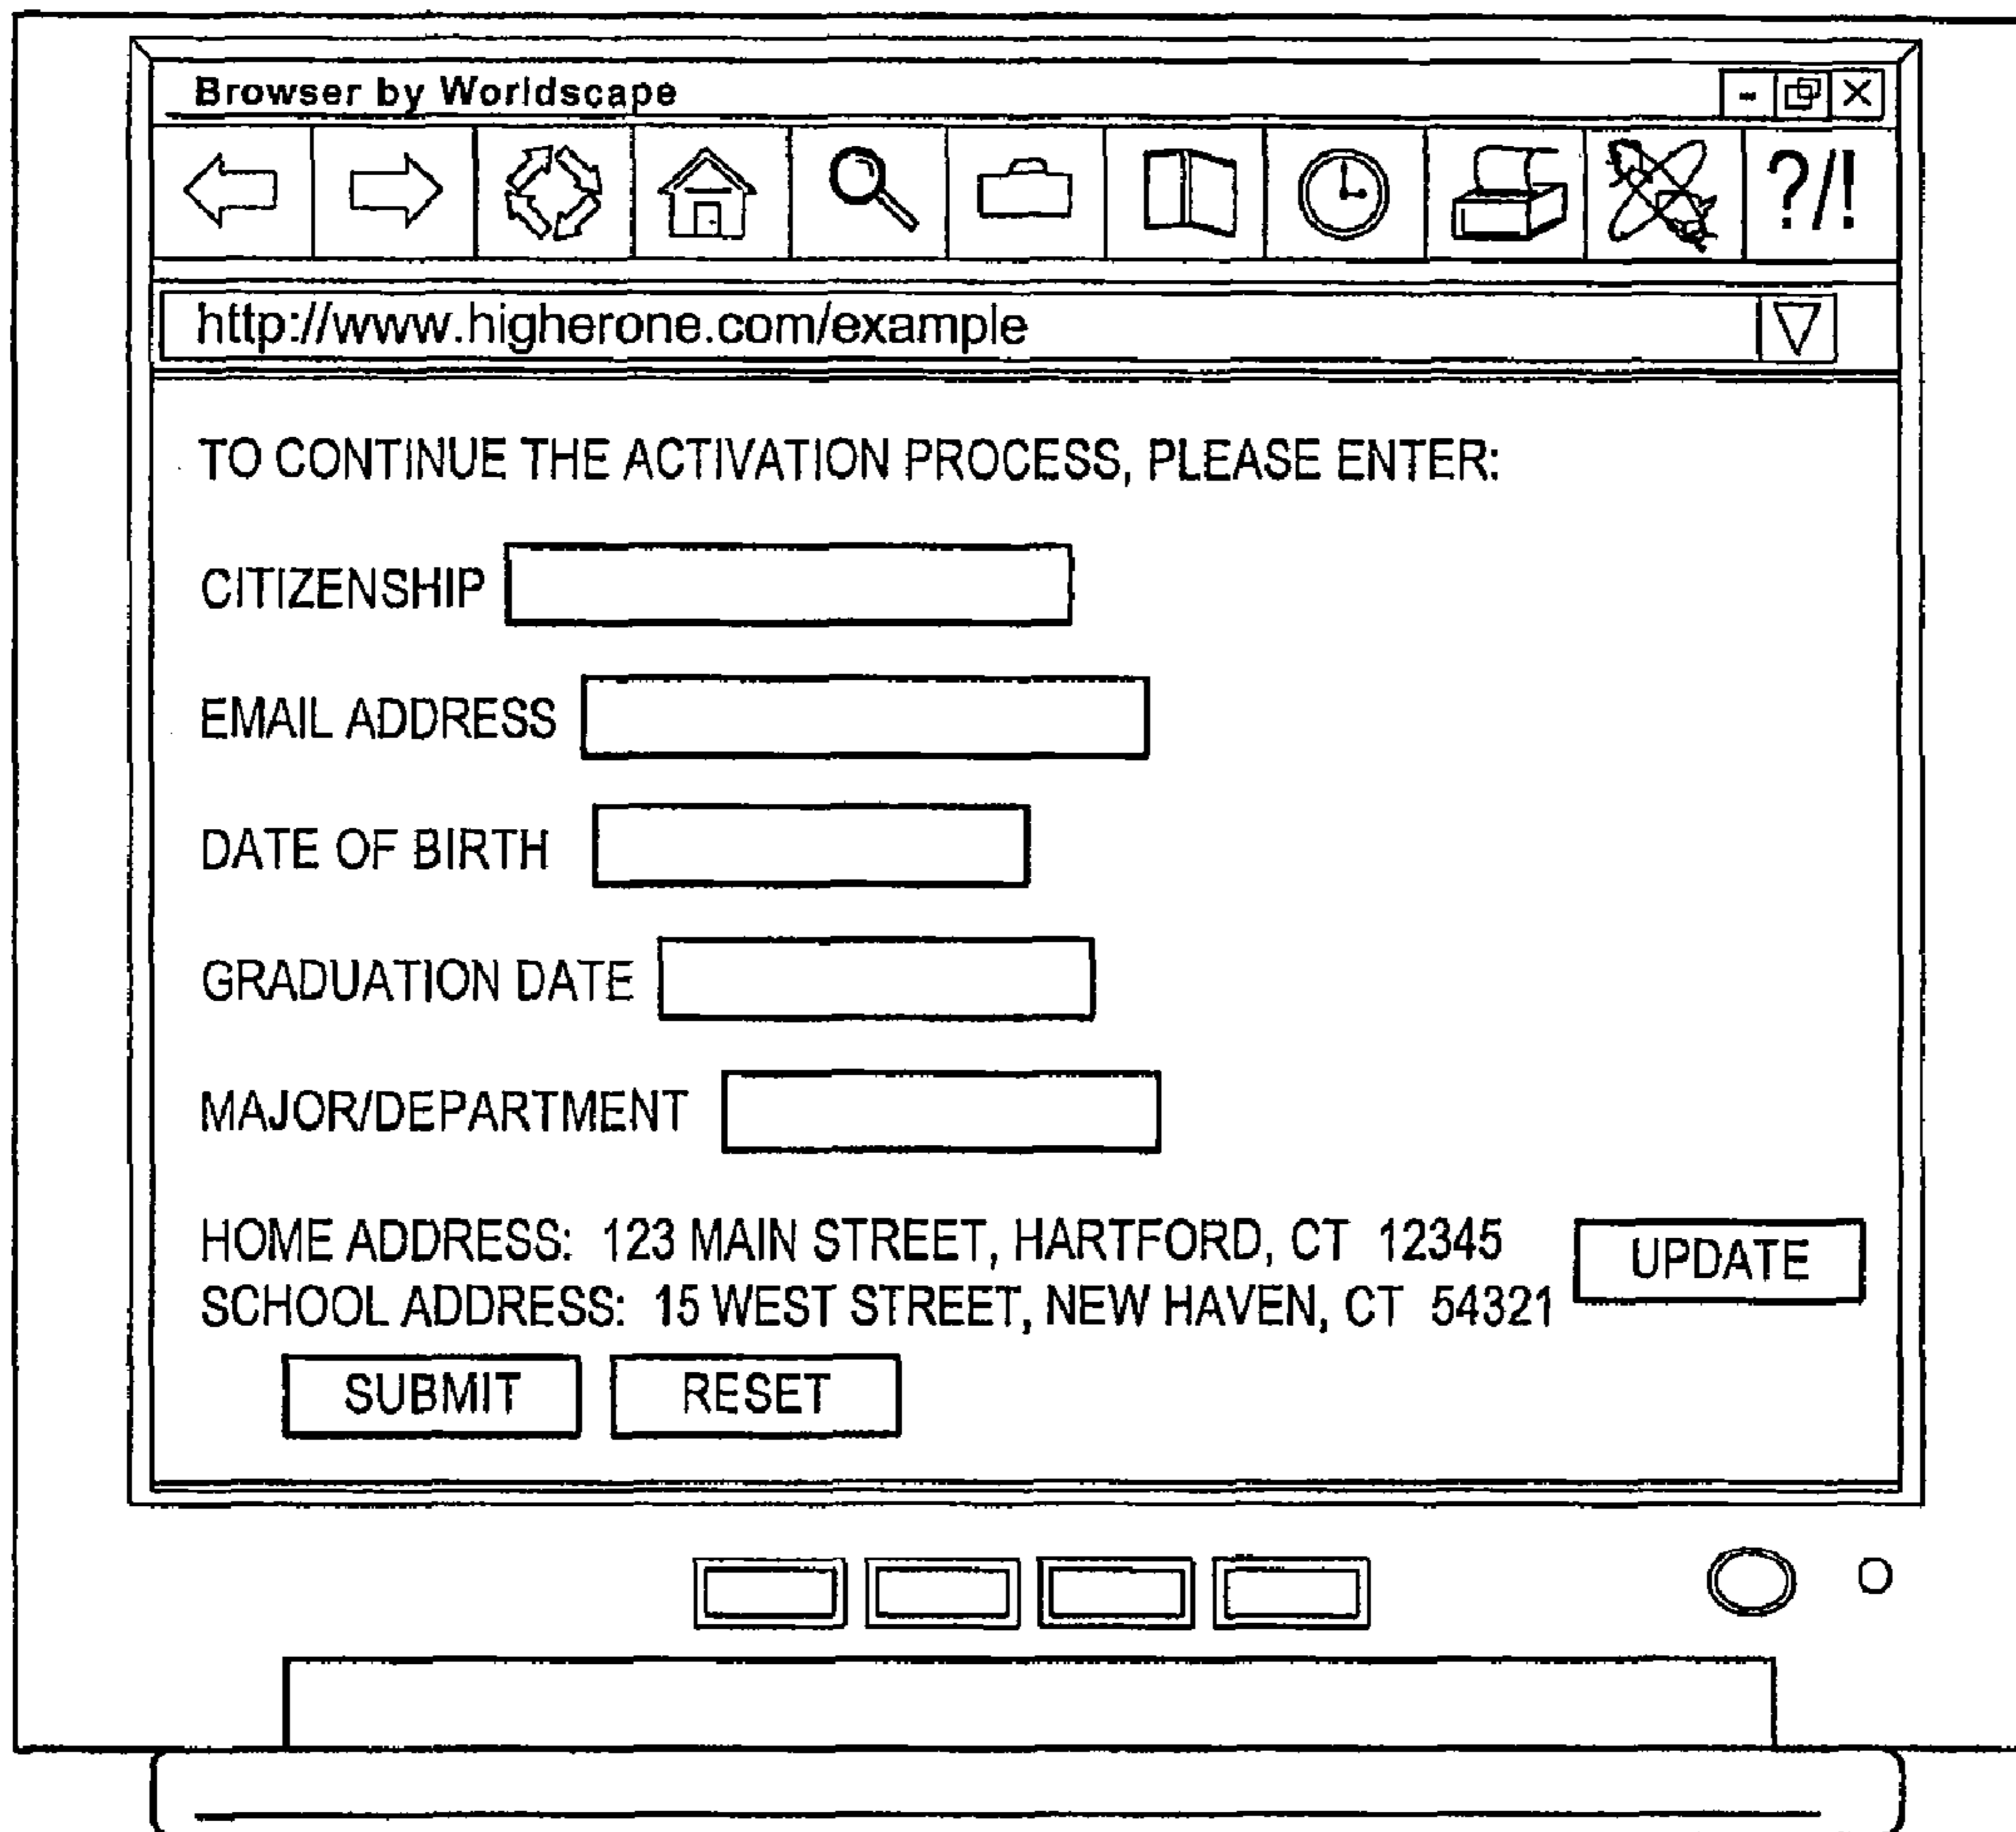 Browser by Worldscape
?/!
http://www.higherone.com/example
TO CONTINUE THE ACTIVATION PROCESS, PLEASE ENTER:
CITIZENSHIP
EMAIL ADDRESS
DATE OF BIRTH
GRADUATION DATE
MAJOR/DEPARTMENT
HOME ADDRESS: 123 MAIN STREET, HARTFORD, CT 12345
UPDATE
SCHOOL ADDRESS: 15 WEST STREET, NEW HAVEN, CT 54321
SUBMIT RESET